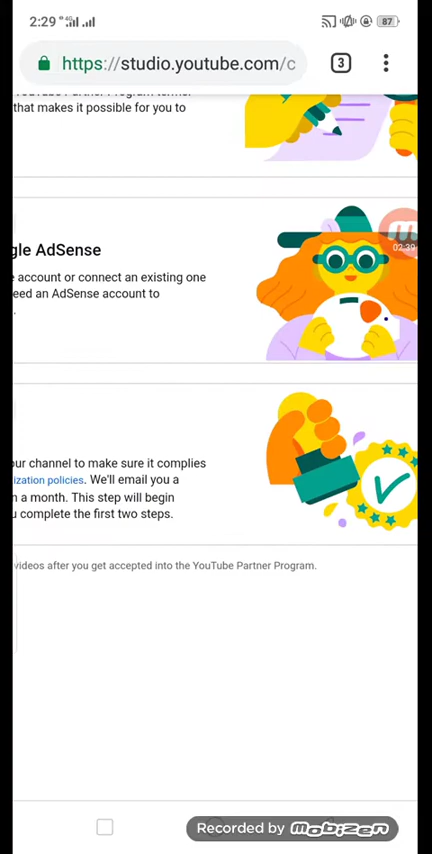 2:29
87
https://studio.youtube.com/c
3
that makes it possible for you to
gle AdSense
02:39
account or connect an existing one
eed an AdSense account to
.
our channel to make sure it complies
ization policies. We'll email you a
n a month. This step will begin
u complete the first two steps.
videos after you get accepted into the YouTube Partner Program.
Recorded by mobizen